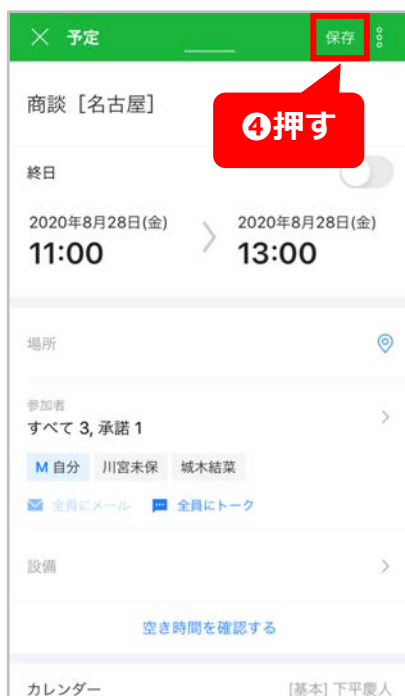 予定
保存
商談［名古屋］
❹押す
終日
2020年8月28日(金)
11:00
2020年8月28日(金)
13:00
場所
参加者
すべて 3, 承諾 1
M 自分 川宮未保 城木結菜
全員にメール 全員にトーク
設備
空き時間を確認する
カレンダー [基本] 下平慶人